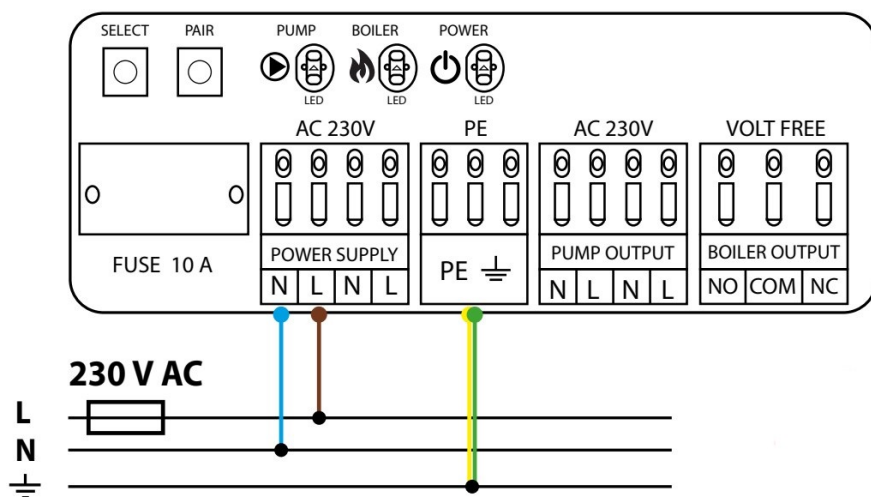 SELECT PAIR PUMP BOILER POWER
LED LED LED
AC 230V PE AC 230V VOLT FREE
FUSE 10 A
POWER SUPPLY PE PUMP OUTPUT BOILER OUTPUT
N L N L N L N L NO COM NC
230 V AC
L
N